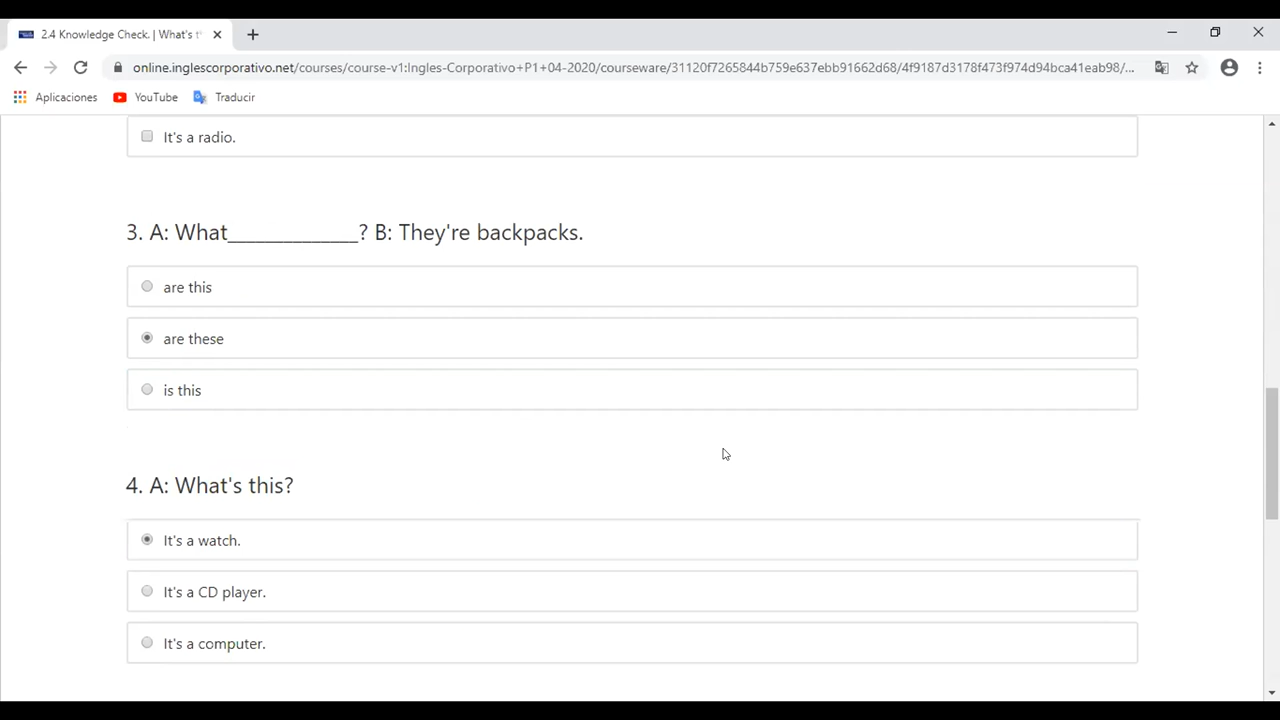 2.4 Knowledge Check. | What's t
online.inglescorporativo.net/courses/course-v1:Ingles-Corporativo+P1+04-2020/courseware/31120f7265844b759e637ebb91662d68/4f9187d3178f473f974d94bca41eab98/...
Aplicaciones YouTube Traducir
It's a radio.
3. A: What______________? B: They're backpacks.
are this
are these
is this
4. A: What's this?
It's a watch.
It's a CD player.
It's a computer.